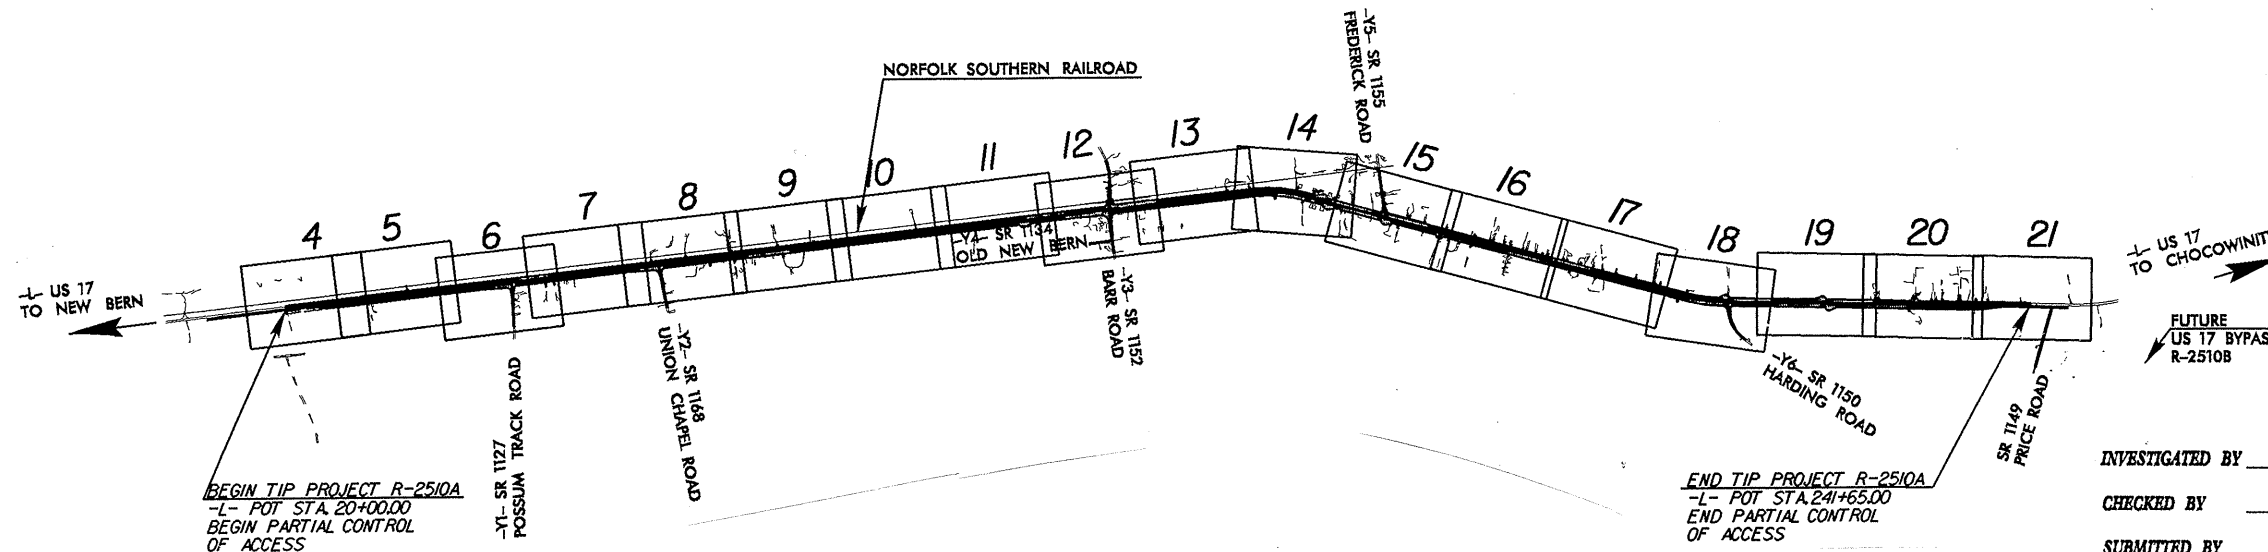 NORFOLK SOUTHERN RAILROAD
-Y5- SR 1155
FREDERICK ROAD
4
5
6
7
8
9
10
11
12
13
14
15
16
17
18
19
20
21
-L- US 17
TO NEW BERN
-Y4- SR 1134
OLD NEW BERN
-L- US 17
TO CHOCOWINIT
FUTURE
US 17 BYPAS
R-2510B
-Y1- SR 1127
POSSUM TRACK ROAD
-Y2- SR 1168
UNION CHAPEL ROAD
-Y3- SR 1152
BARR ROAD
-Y6- SR 1150
HARDING ROAD
SR 1149
PRICE ROAD
BEGIN TIP PROJECT R-2510A
-L- POT STA. 20+00.00
BEGIN PARTIAL CONTROL
OF ACCESS
END TIP PROJECT R-2510A
-L- POT STA. 241+65.00
END PARTIAL CONTROL
OF ACCESS
INVESTIGATED BY
CHECKED BY
SUBMITTED BY